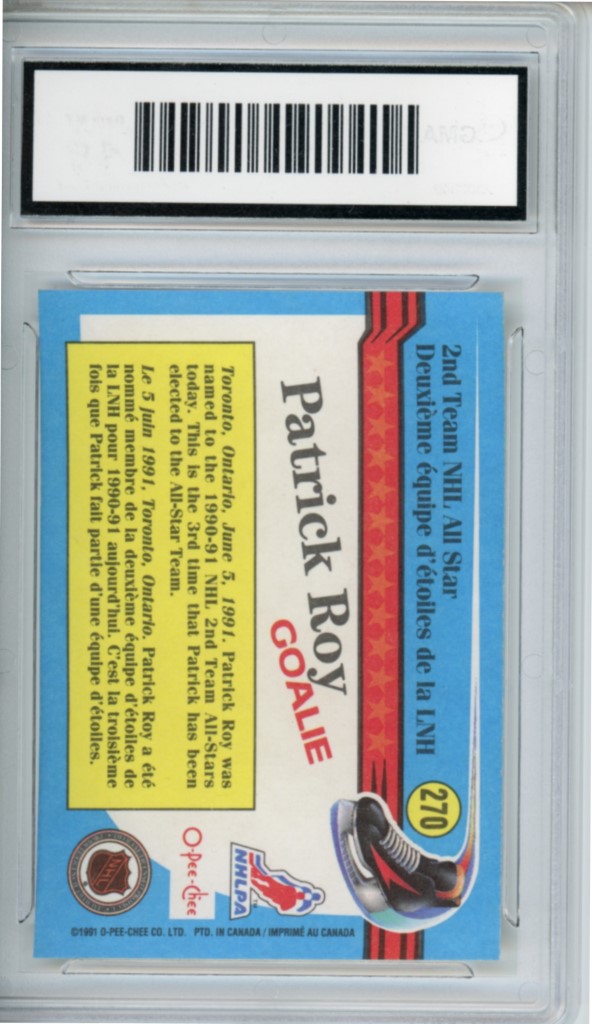 2nd Team NHL All Star
Deuxième équipe d'étoiles de la LNH
270
Patrick Roy
GOALIE
Toronto, Ontario, June 5, 1991. Patrick Roy was
named to the 1990-91 NHL 2nd Team All-Stars
today. This is the 3rd time that Patrick has been
elected to the All-Star Team.
Le 5 juin 1991, Toronto, Ontario. Patrick Roy a été
nommé membre de la deuxième équipe d'étoiles de
la LNH pour 1990-91 aujourd'hui. C'est la troisième
fois que Patrick fait partie d'une équipe d'étoiles.
NHLPA
TM
O-Pee-Chee
NHL
©1991 O-PEE-CHEE CO. LTD. PTD. IN CANADA / IMPRIMÉ AU CANADA